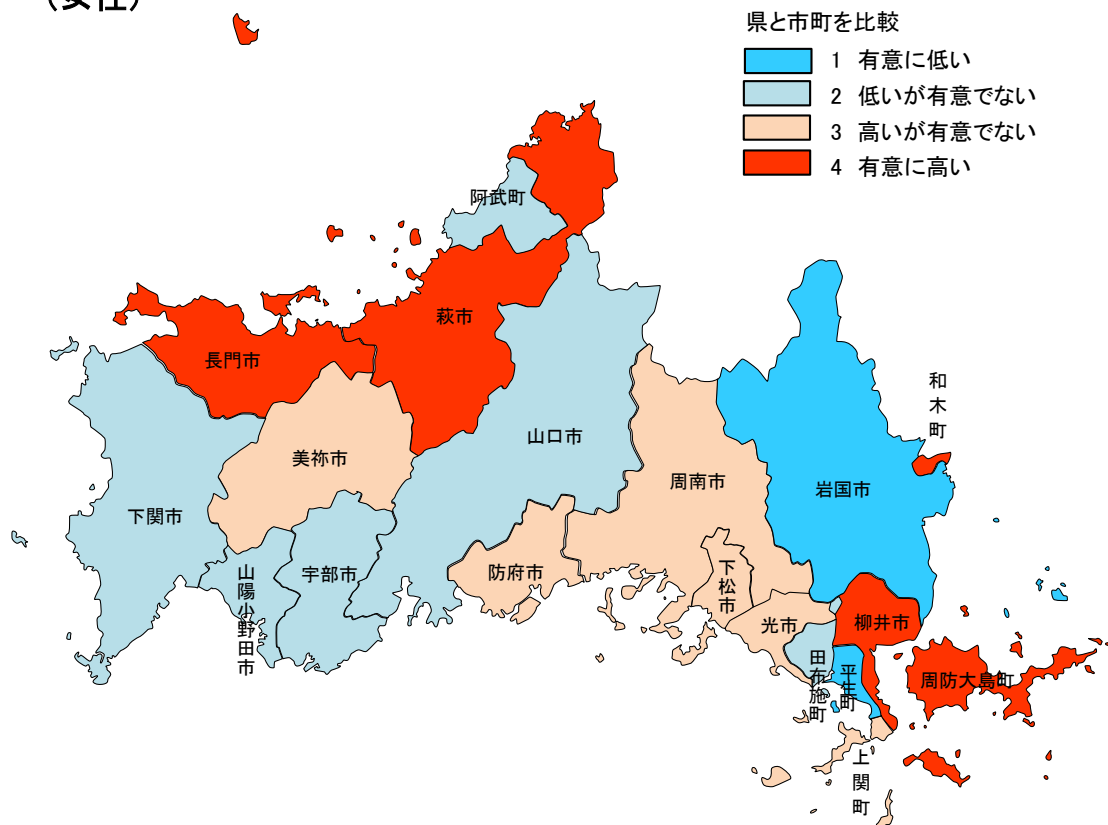 (女性)
県と市町を比較
1 有意に低い
2 低いが有意でない
3 高いが有意でない
4 有意に高い
阿武町
萩市
長門市
和木町
山口市
美祢市
周南市
岩国市
下関市
防府市
宇部市
山陽小野田市
下松市
柳井市
光市
田布施町
平生町
周防大島町
上関町